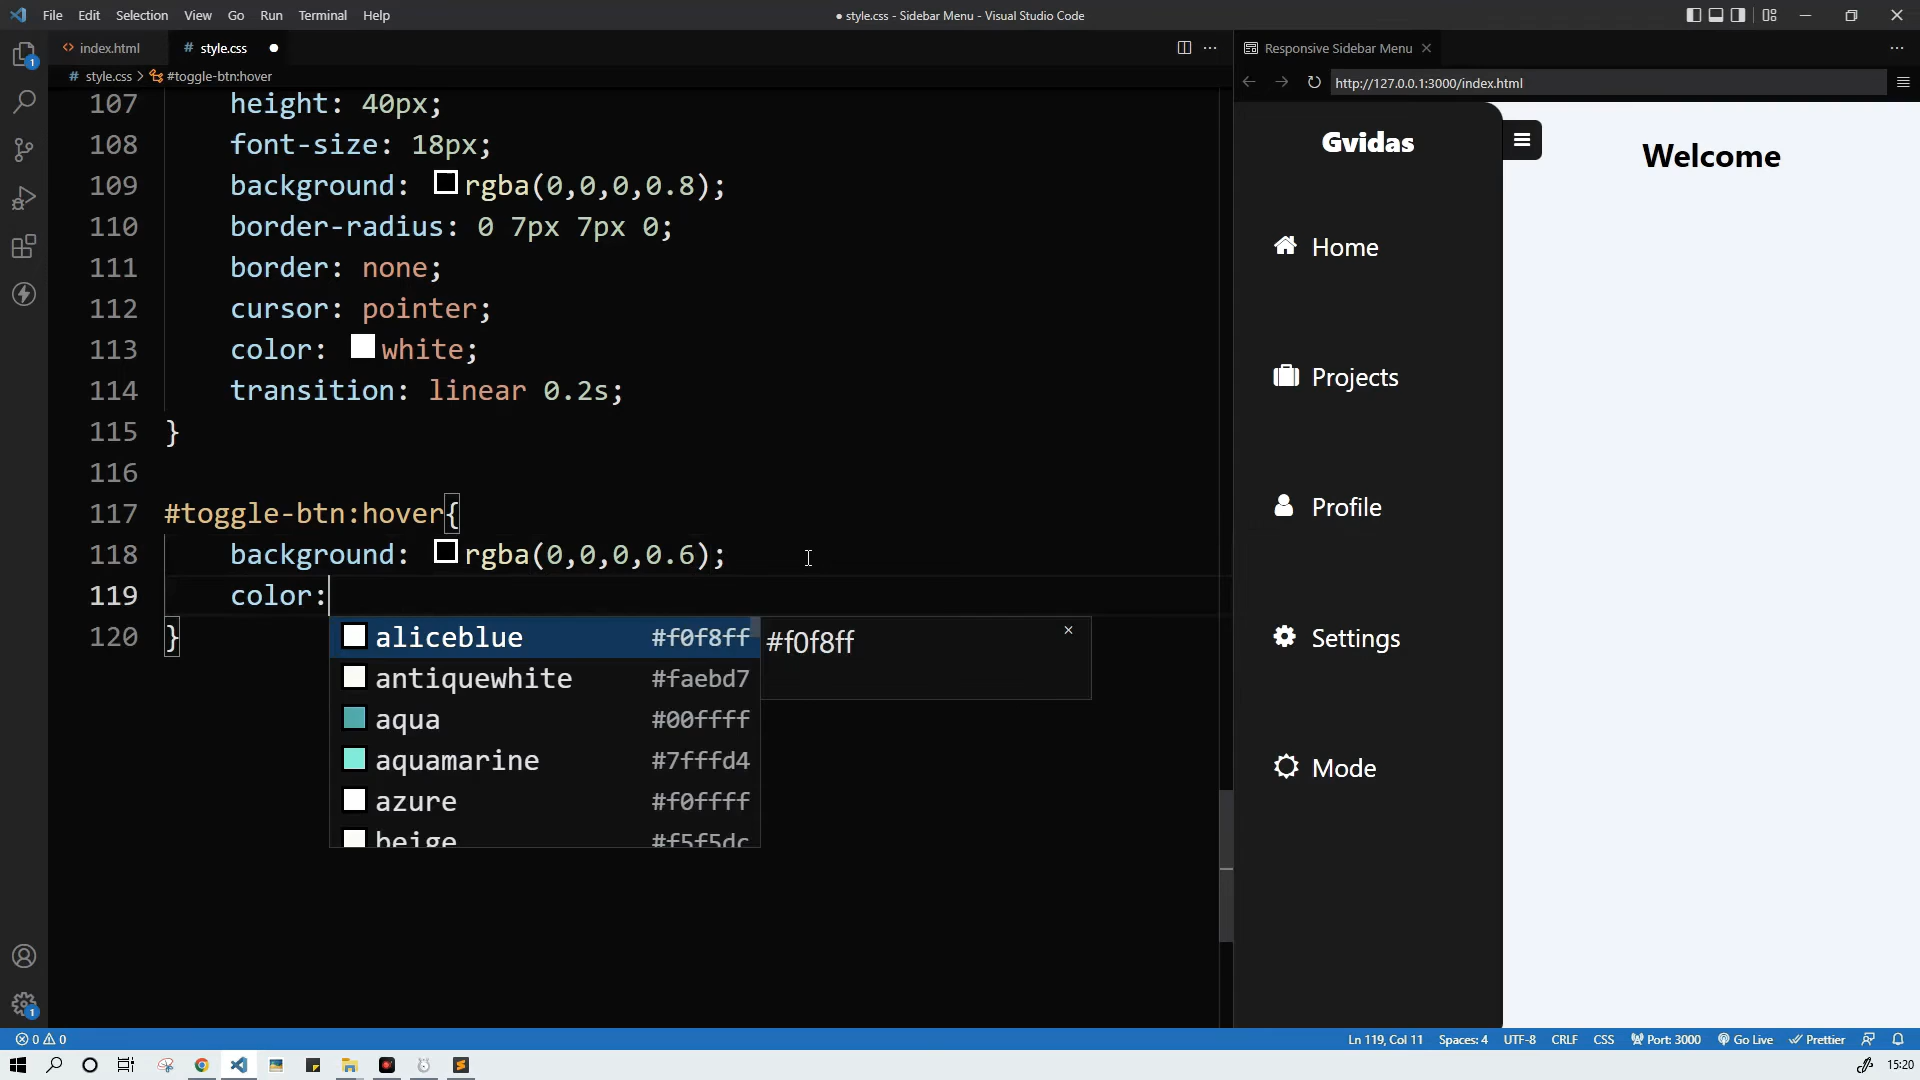 File Edit Selection View Go Run Terminal Help
● style.css - Sidebar Menu - Visual Studio Code
<> index.html
# style.css ●
Responsive Sidebar Menu
# style.css > #toggle-btn:hover
http://127.0.0.1:3000/index.html
107 height: 40px;
108 font-size: 18px;
109 background: rgba(0,0,0,0.8);
110 border-radius: 0 7px 7px 0;
111 border: none;
112 cursor: pointer;
113 color: white;
114 transition: linear 0.2s;
115 }
116
117 #toggle-btn:hover{
118 background: rgba(0,0,0,0.6);
119 color:
120 }
aliceblue #f0f8ff
#f0f8ff
antiquewhite #faebd7
aqua #00ffff
aquamarine #7fffd4
azure #f0ffff
beige #f5f5dc
Gvidas
Home
Projects
Profile
Settings
Mode
Welcome
1
1
0 0
Ln 119, Col 11 Spaces: 4 UTF-8 CRLF CSS Port: 3000 Go Live Prettier
15:20